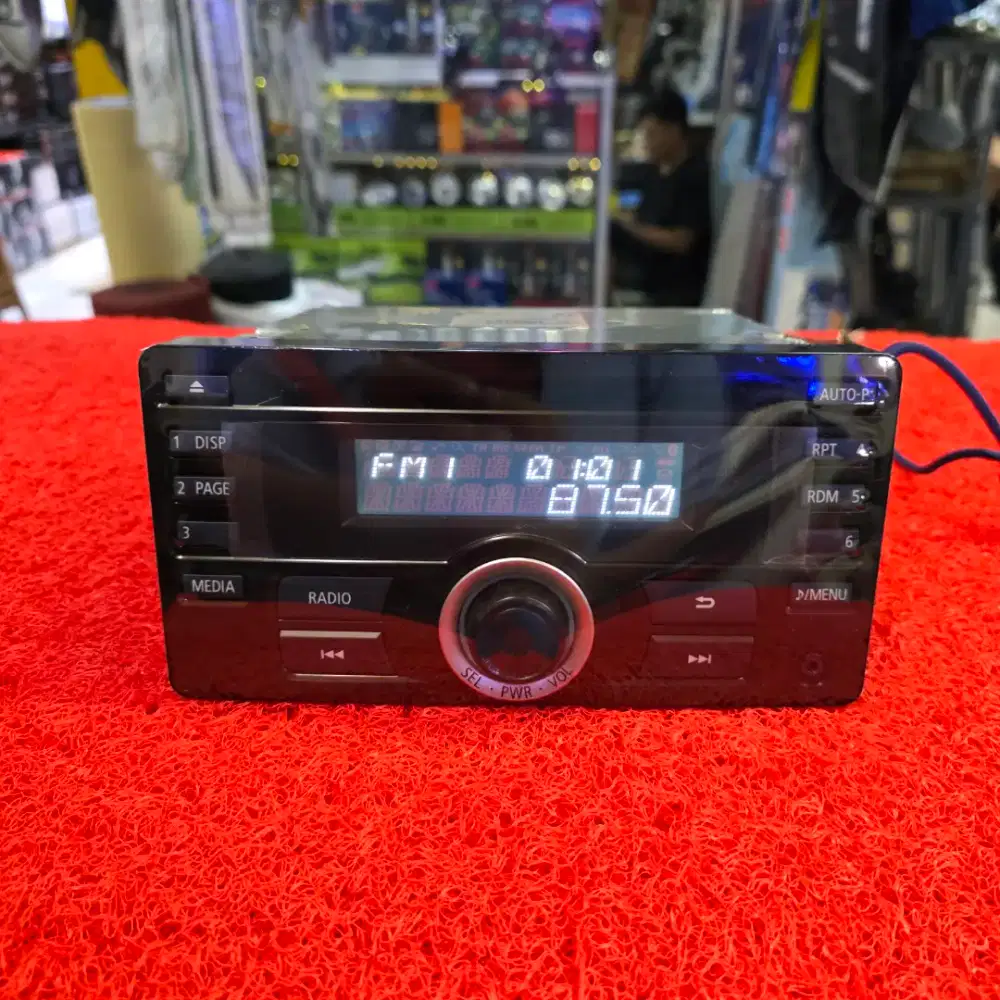 AUTO-P
1 DISP
RPT 4
2 PAGE
RDM 5
3
6
FM1 01:01
87.50
MEDIA
RADIO
♪/MENU
SEL · PWR · VOL